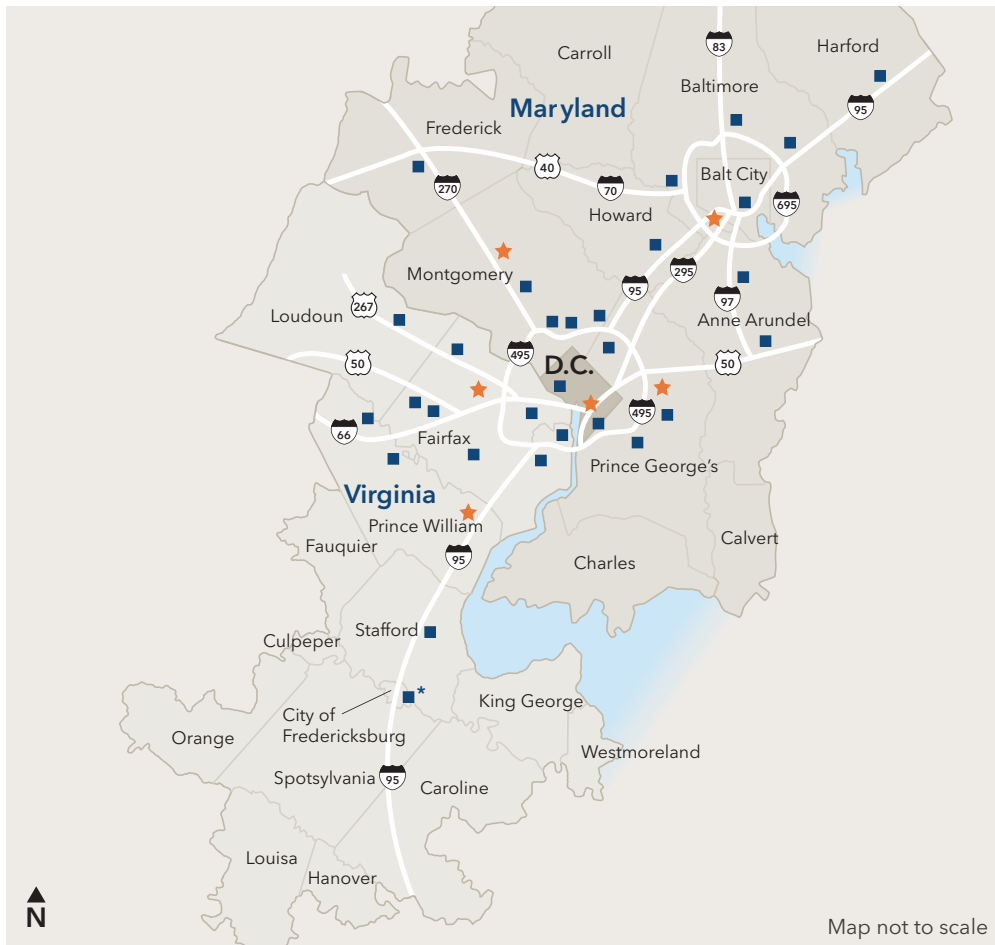 83
Carroll
Harford
Baltimore
95
Maryland
Frederick
40
Balt City
270
70
695
Howard
Montgomery
295
95
97
267
Loudoun
Anne Arundel
495
50
D.C.
50
495
66
Fairfax
Prince George's
Virginia
Prince William
Calvert
Fauquier
95
Charles
Stafford
Culpeper
*
King George
City of
Fredericksburg
Orange
Westmoreland
Spotsylvania
95
Caroline
Louisa
Hanover
N
Map not to scale